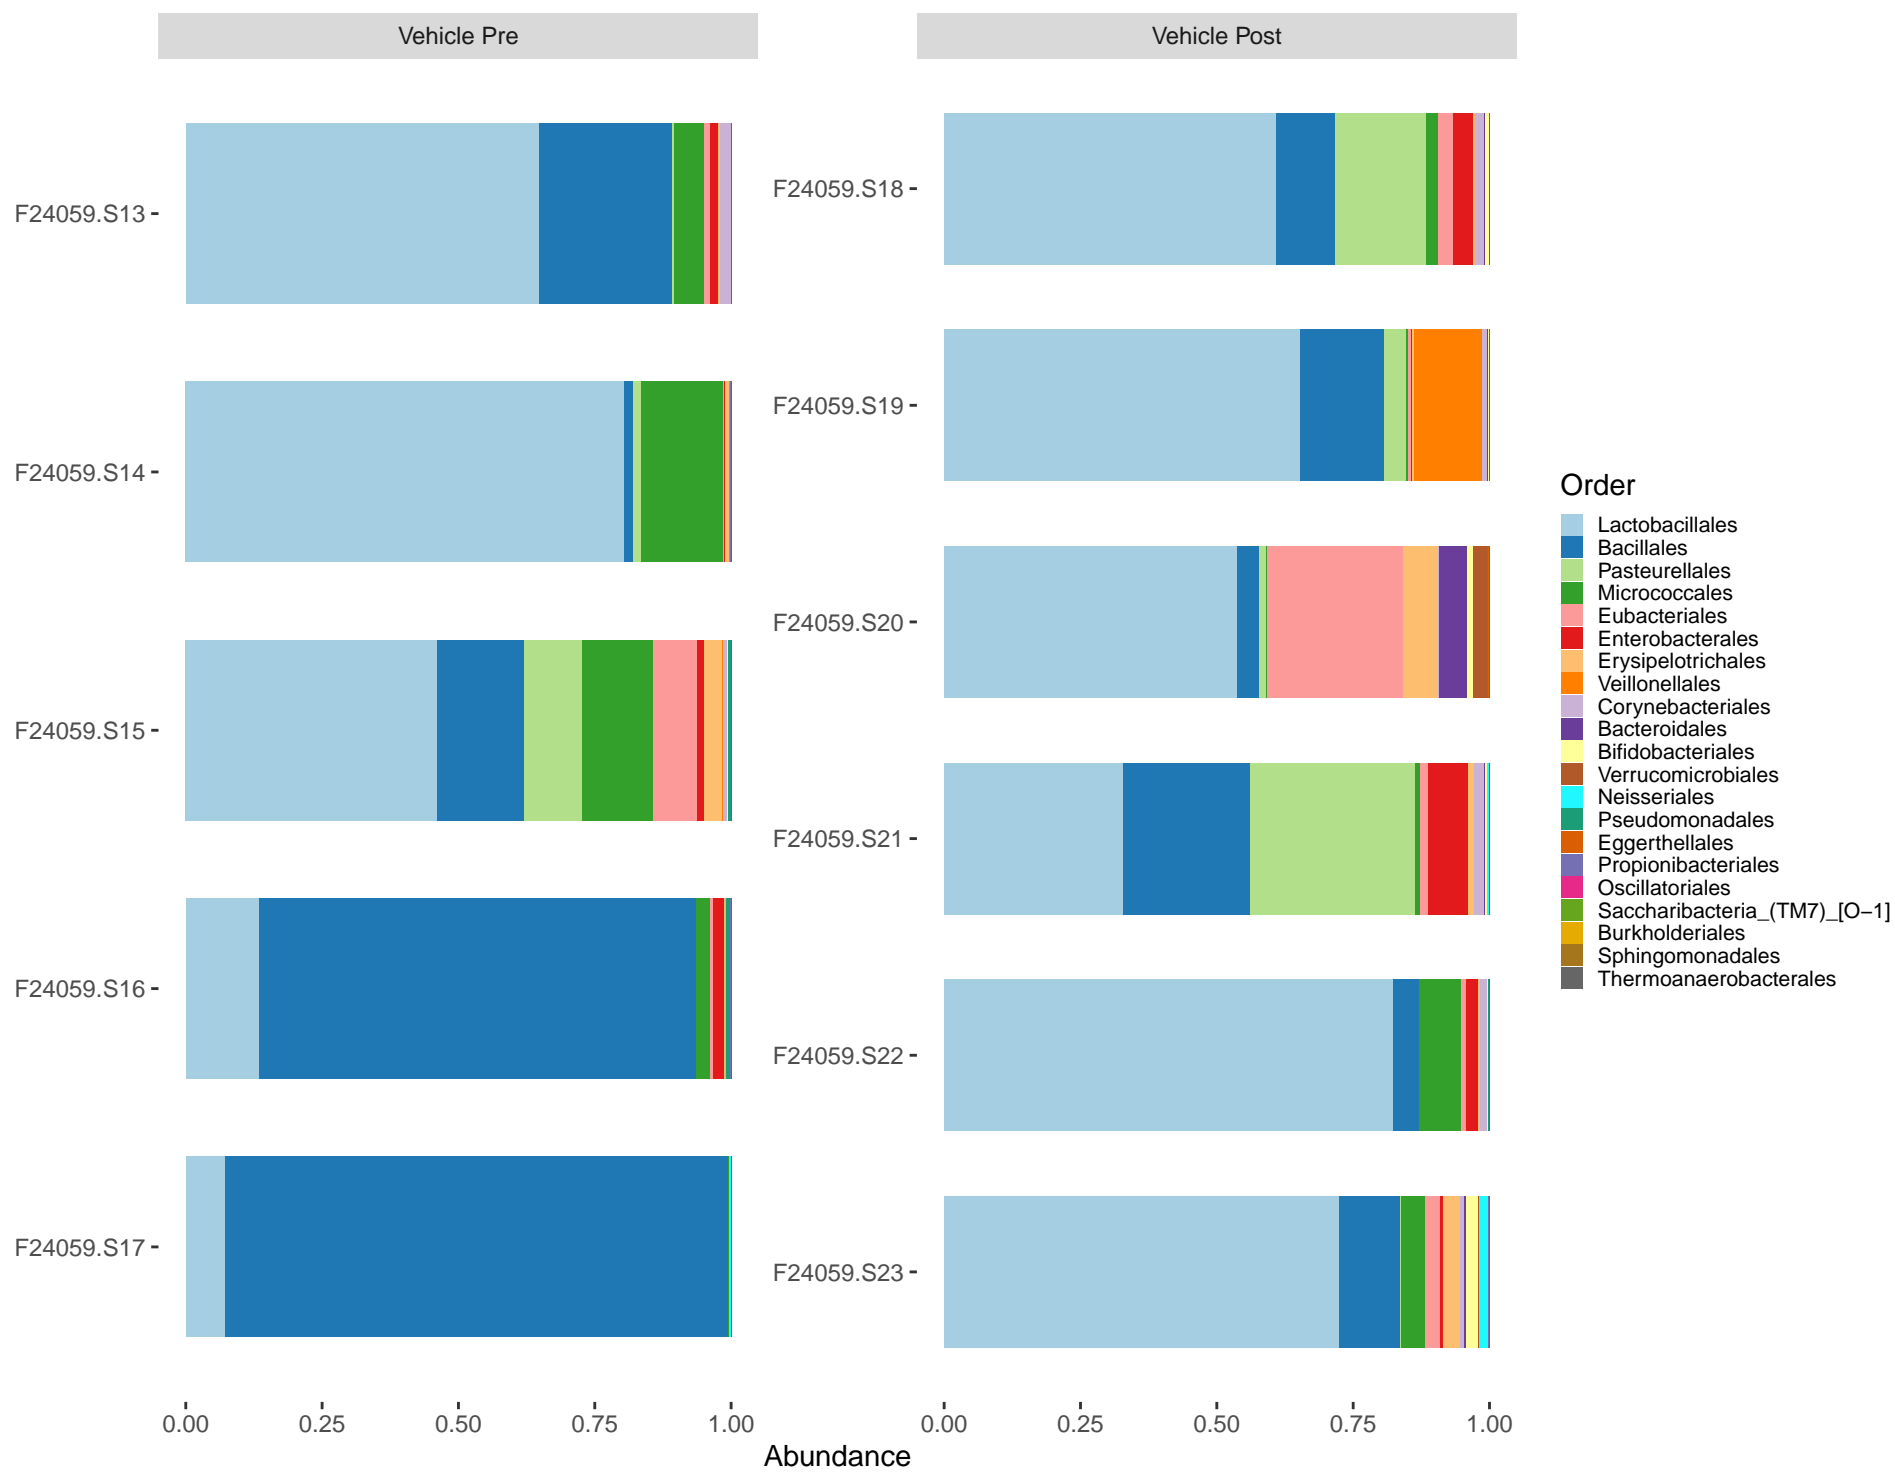 Vehicle Pre
Vehicle Post
F24059.S13
F24059.S14
F24059.S15
F24059.S16
F24059.S17
F24059.S18
F24059.S19
F24059.S20
F24059.S21
F24059.S22
F24059.S23
0.00 0.25 0.50 0.75 1.00
0.00 0.25 0.50 0.75 1.00
Abundance
Order
Lactobacillales
Bacillales
Pasteurellales
Micrococcales
Eubacteriales
Enterobacterales
Erysipelotrichales
Veillonellales
Corynebacteriales
Bacteroidales
Bifidobacteriales
Verrucomicrobiales
Neisseriales
Pseudomonadales
Eggerthellales
Propionibacteriales
Oscillatoriales
Saccharibacteria_(TM7)_[O−1]
Burkholderiales
Sphingomonadales
Thermoanaerobacterales